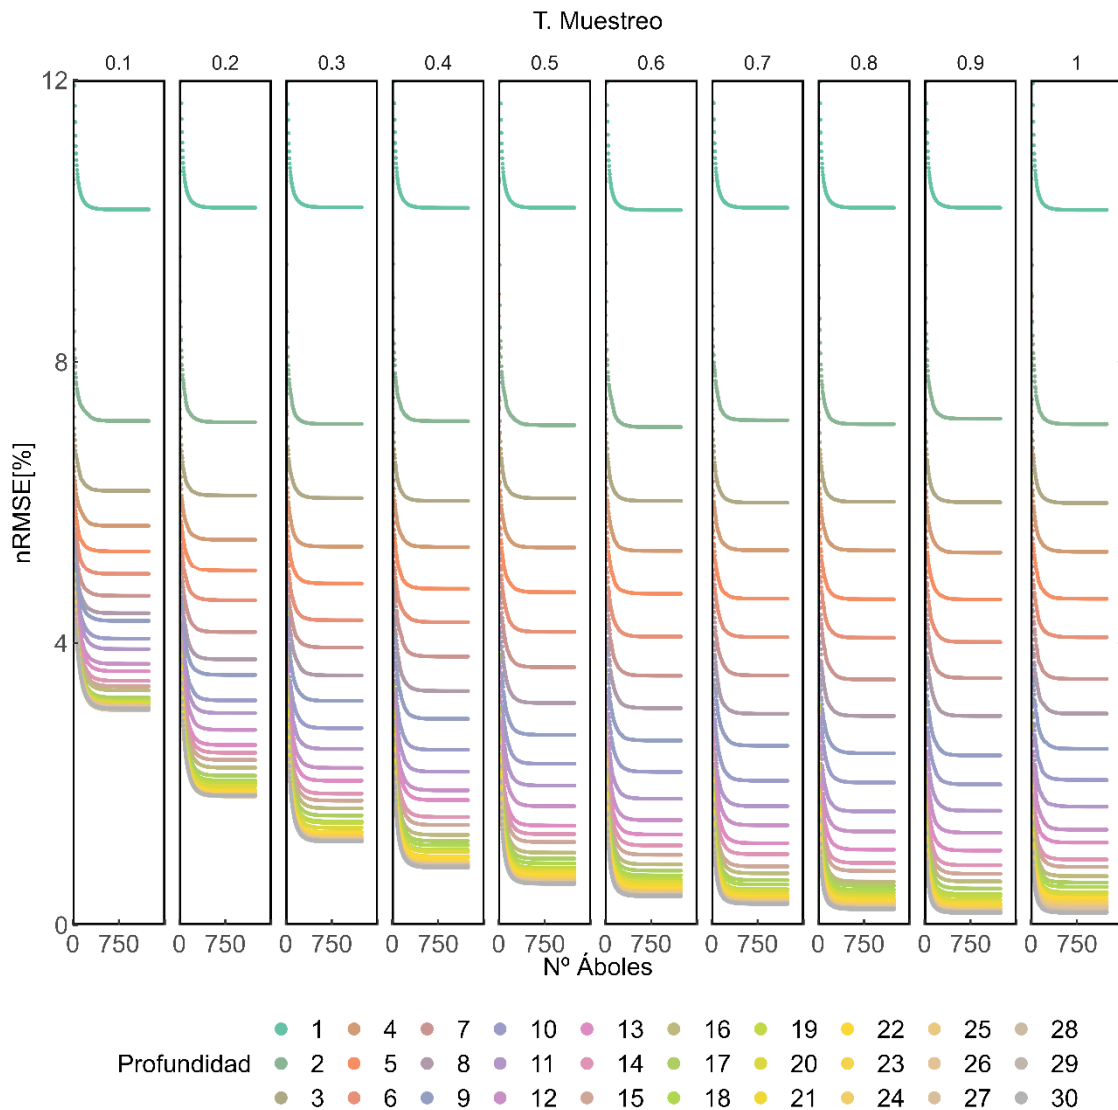 T. Muestreo
0.1 0.2 0.3 0.4 0.5 0.6 0.7 0.8 0.9 1
12
8
nRMSE[%]
4
0
0 750 0 750 0 750 0 750 0 750 0 750 0 750 0 750 0 750 0 750
Nº Áboles
1 4 7 10 13 16 19 22 25 28
Profundidad 2 5 8 11 14 17 20 23 26 29
3 6 9 12 15 18 21 24 27 30